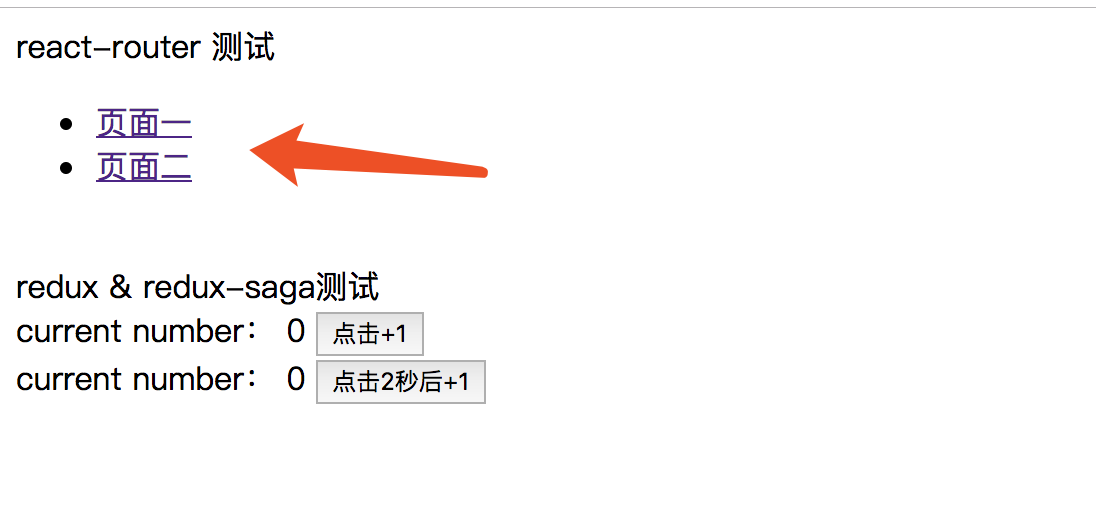 react-router 测试
页面一
页面二
redux & redux-saga测试
current number： 0 点击+1
current number： 0 点击2秒后+1